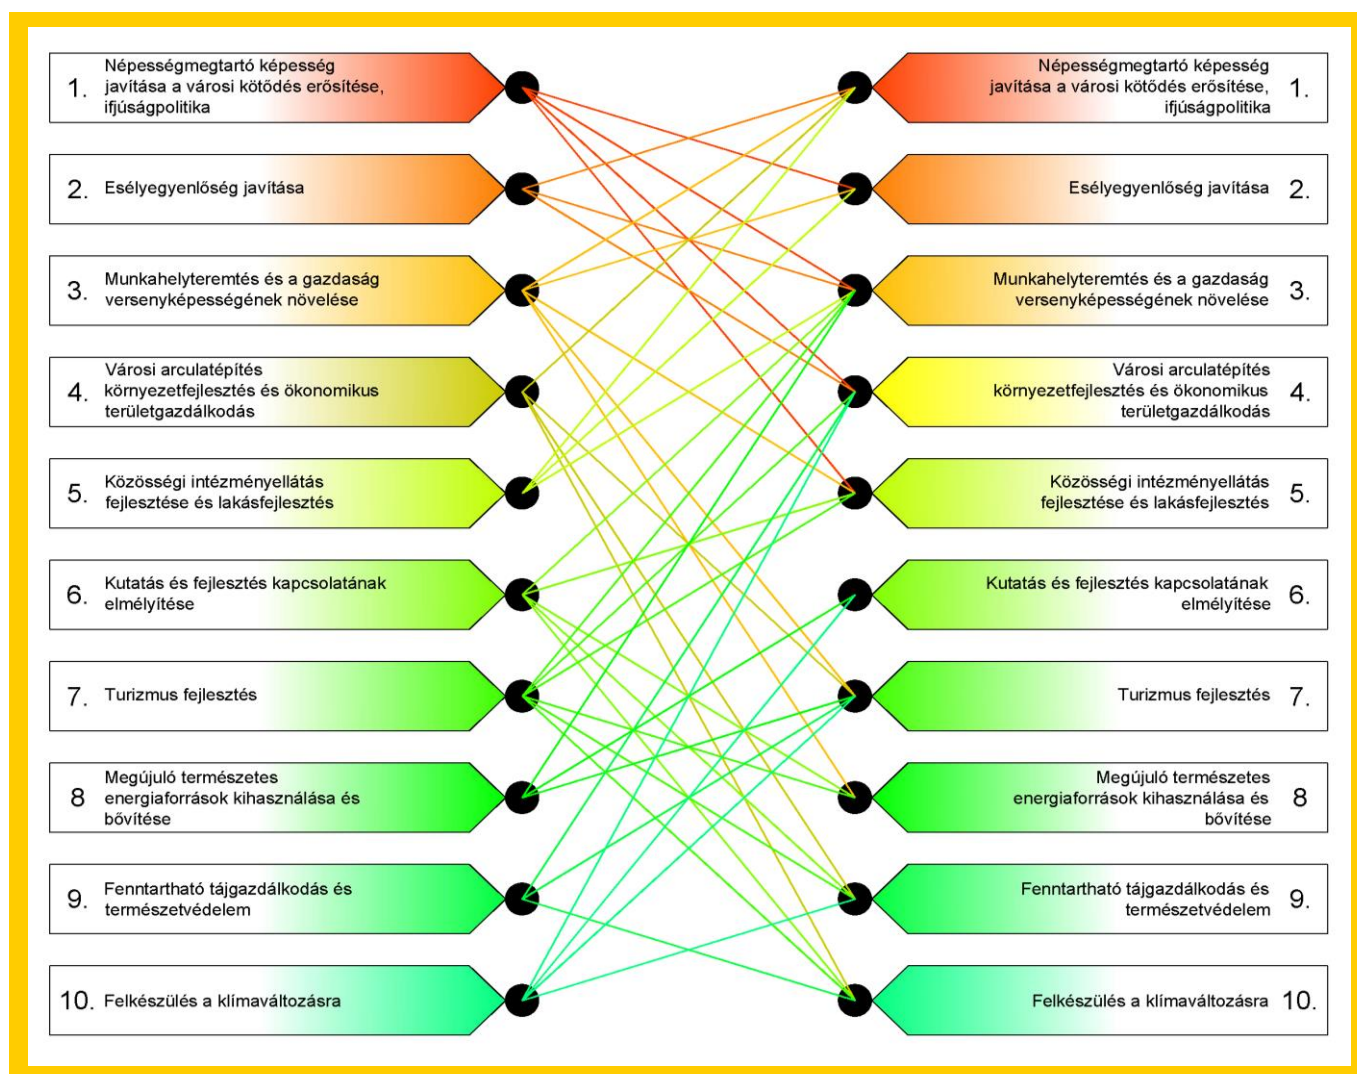 1. Népességmegtartó képesség
javítása a városi kötődés erősítése,
ifjúságpolitika
2. Esélyegyenlőség javítása
3. Munkahelyteremtés és a gazdaság
versenyképességének növelése
4. Városi arculatépítés
környezetfejlesztés és ökonomikus
területgazdálkodás
5. Közösségi intézményellátás
fejlesztése és lakásfejlesztés
6. Kutatás és fejlesztés kapcsolatának
elmélyítése
7. Turizmus fejlesztés
8 Megújuló természetes
energiaforrások kihasználása és
bővítése
9. Fenntartható tájgazdálkodás és
természetvédelem
10. Felkészülés a klímaváltozásra
Népességmegtartó képesség
javítása a városi kötődés erősítése, 1.
ifjúságpolitika
Esélyegyenlőség javítása 2.
Munkahelyteremtés és a gazdaság 3.
versenyképességének növelése
Városi arculatépítés
környezetfejlesztés és ökonomikus 4.
területgazdálkodás
Közösségi intézményellátás 5.
fejlesztése és lakásfejlesztés
Kutatás és fejlesztés kapcsolatának 6.
elmélyítése
Turizmus fejlesztés 7.
Megújuló természetes
energiaforrások kihasználása és 8
bővítése
Fenntartható tájgazdálkodás és 9.
természetvédelem
Felkészülés a klímaváltozásra 10.